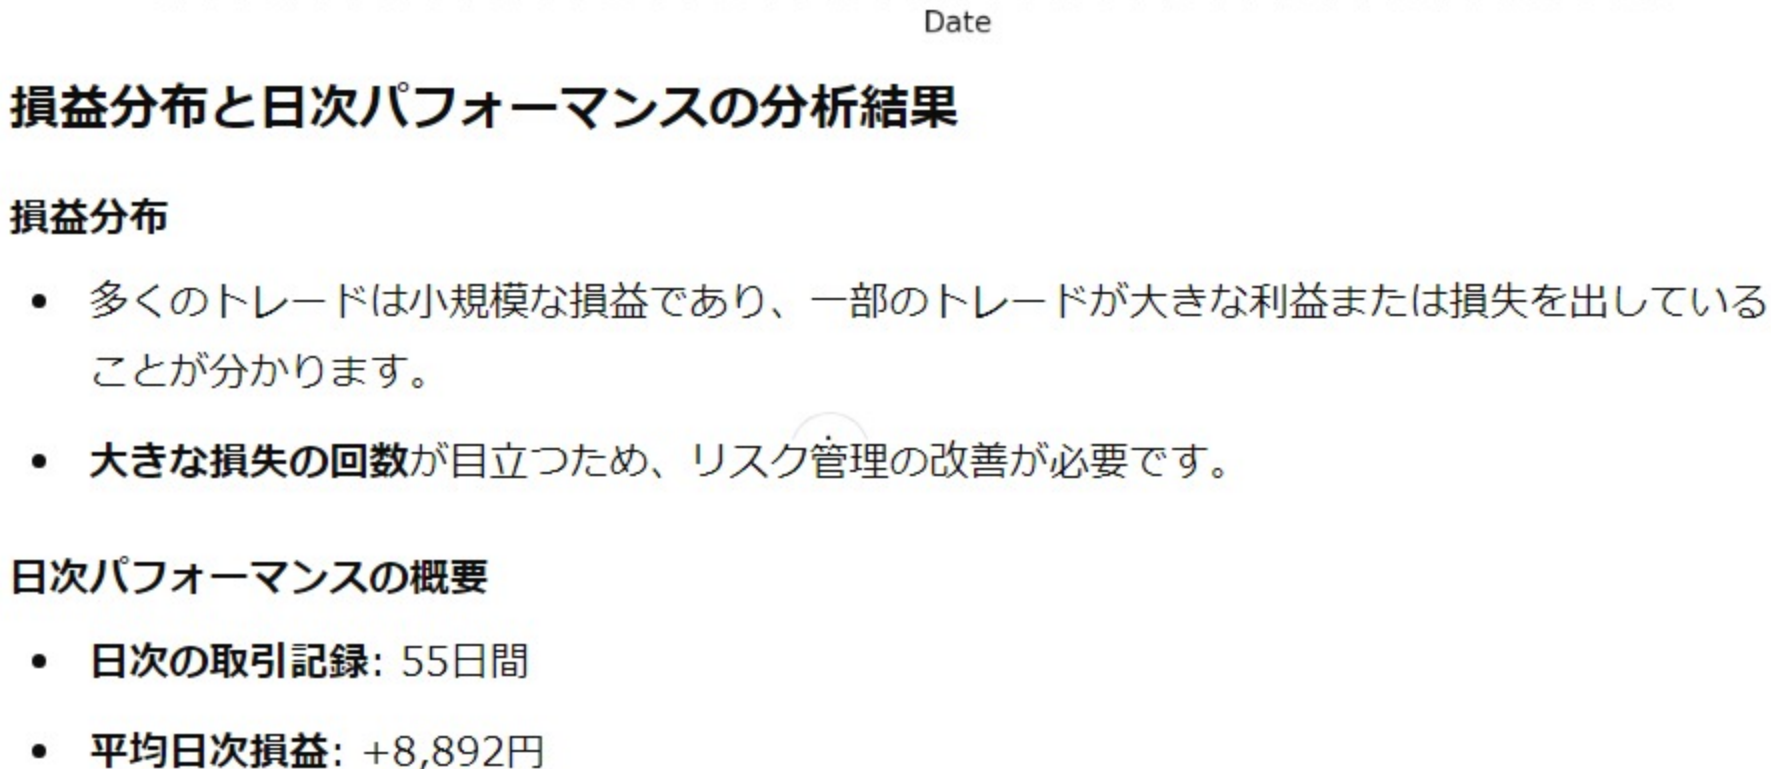 Date
損益分布と日次パフォーマンスの分析結果
損益分布
• 多くのトレードは小規模な損益であり、一部のトレードが大きな利益または損失を出している
ことが分かります。
• 大きな損失の回数が目立つため、リスク管理の改善が必要です。
日次パフォーマンスの概要
• 日次の取引記録: 55日間
• 平均日次損益: +8,892円